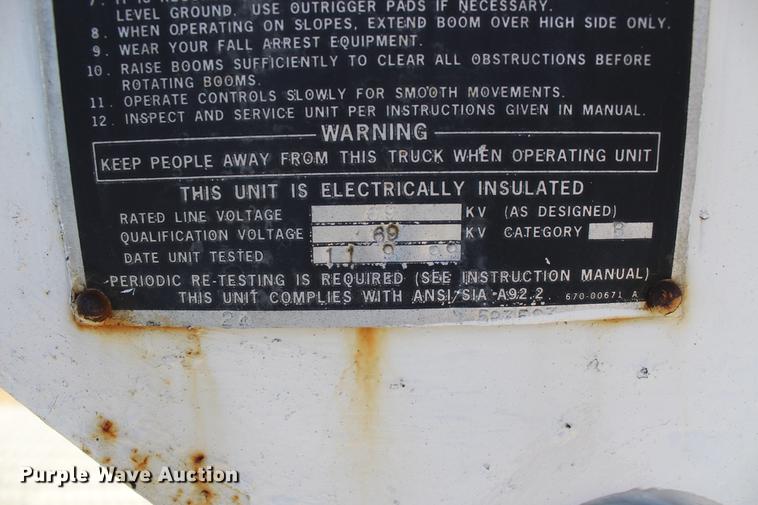 LEVEL GROUND. USE OUTRIGGER PADS IF NECESSARY.
8. WHEN OPERATING ON SLOPES, EXTEND BOOM OVER HIGH SIDE ONLY.
9. WEAR YOUR FALL ARREST EQUIPMENT.
10. RAISE BOOMS SUFFICIENTLY TO CLEAR ALL OBSTRUCTIONS BEFORE
ROTATING BOOMS.
11. OPERATE CONTROLS SLOWLY FOR SMOOTH MOVEMENTS.
12. INSPECT AND SERVICE UNIT PER INSTRUCTIONS GIVEN IN MANUAL.
WARNING
KEEP PEOPLE AWAY FROM THIS TRUCK WHEN OPERATING UNIT
THIS UNIT IS ELECTRICALLY INSULATED
RATED LINE VOLTAGE 69 KV (AS DESIGNED)
QUALIFICATION VOLTAGE 69 KV CATEGORY B
DATE UNIT TESTED 11 9 89
PERIODIC RE-TESTING IS REQUIRED (SEE INSTRUCTION MANUAL)
THIS UNIT COMPLIES WITH ANSI/SIA A92.2 670-00671 A
Purple Wave Auction